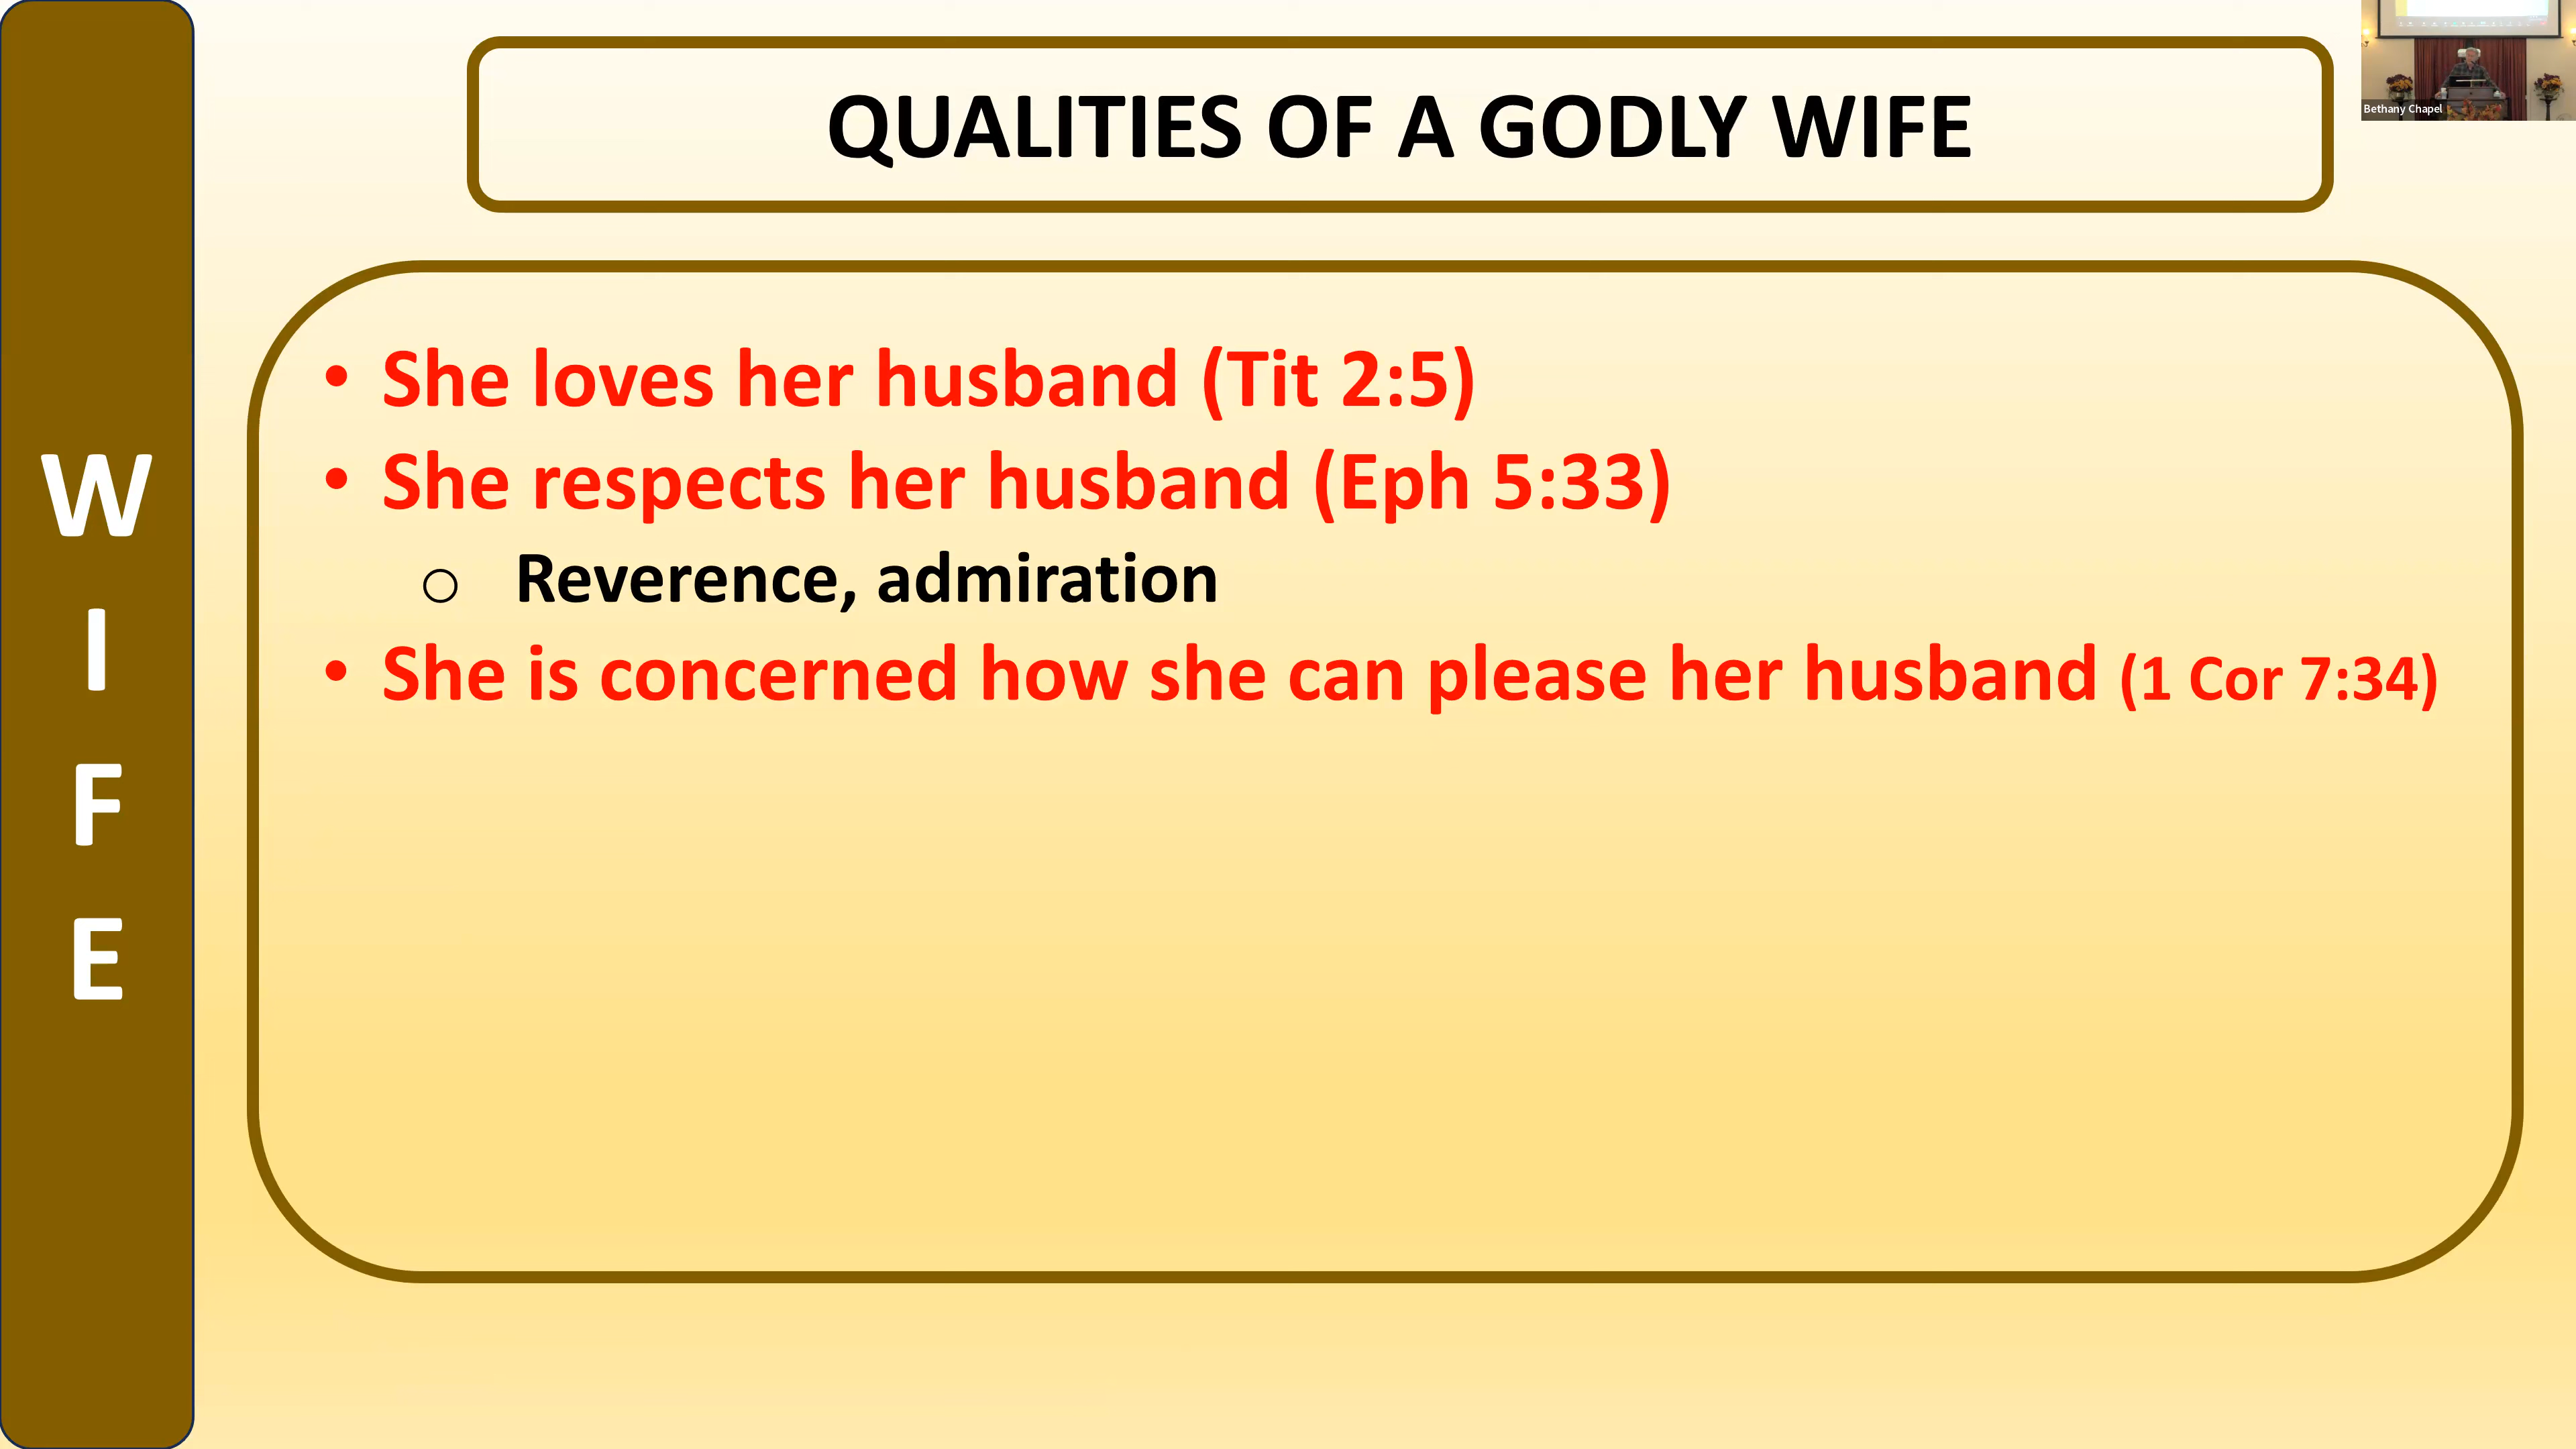 QUALITIES OF A GODLY WIFE
Bethany Chapel
W
I
F
E
• She loves her husband (Tit 2:5)
• She respects her husband (Eph 5:33)
o Reverence, admiration
• She is concerned how she can please her husband (1 Cor 7:34)